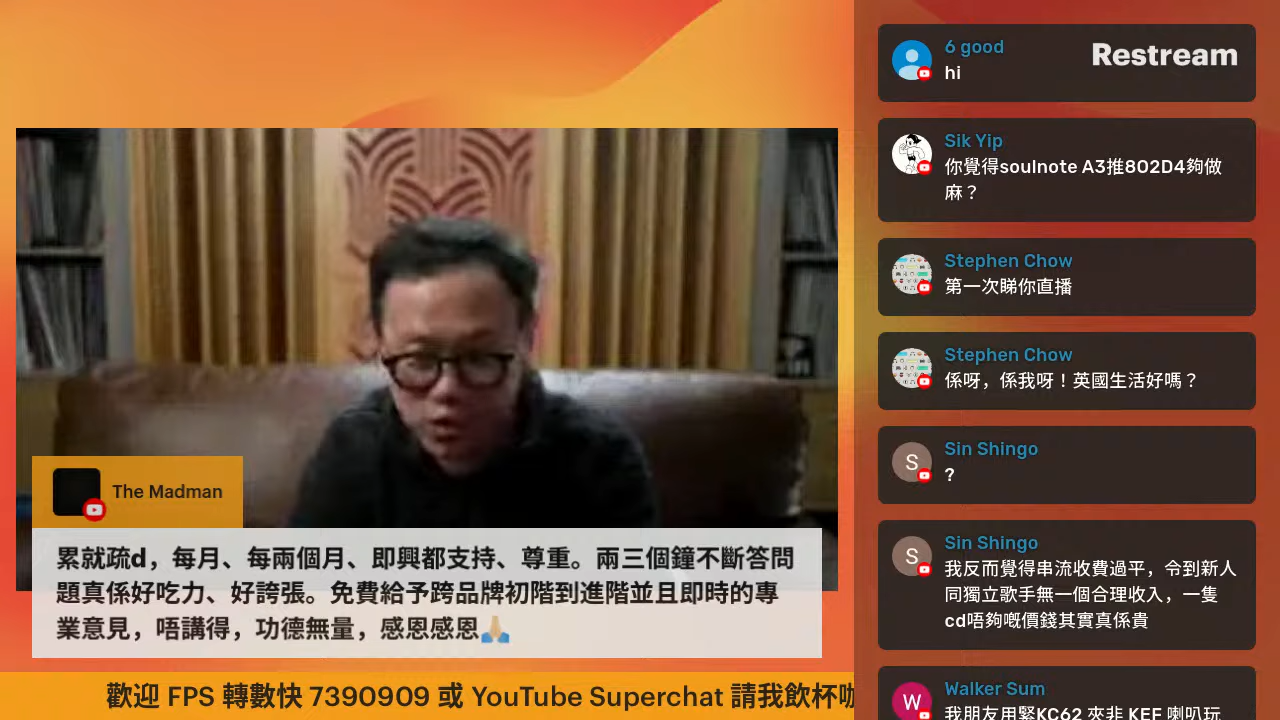 6 good
Restream
hi
Sik Yip
你覺得soulnote A3推802D4夠做
麻？
Stephen Chow
第一次睇你直播
Stephen Chow
係呀，係我呀！英國生活好嗎？
S
Sin Shingo
?
S
Sin Shingo
我反而覺得串流收費過平，令到新人
同獨立歌手無一個合理收入，一隻
cd唔夠嘅價錢其實真係貴
W
Walker Sum
我朋友用緊KC62 來非 KEF 喇叭玩
The Madman
累就疏d，每月、每兩個月、即興都支持、尊重。兩三個鐘不斷答問
題真係好吃力、好誇張。免費給予跨品牌初階到進階並且即時的專
業意見，唔講得，功德無量，感恩感恩🙏🏼
歡迎 FPS 轉數快 7390909 或 YouTube Superchat 請我飲杯咖